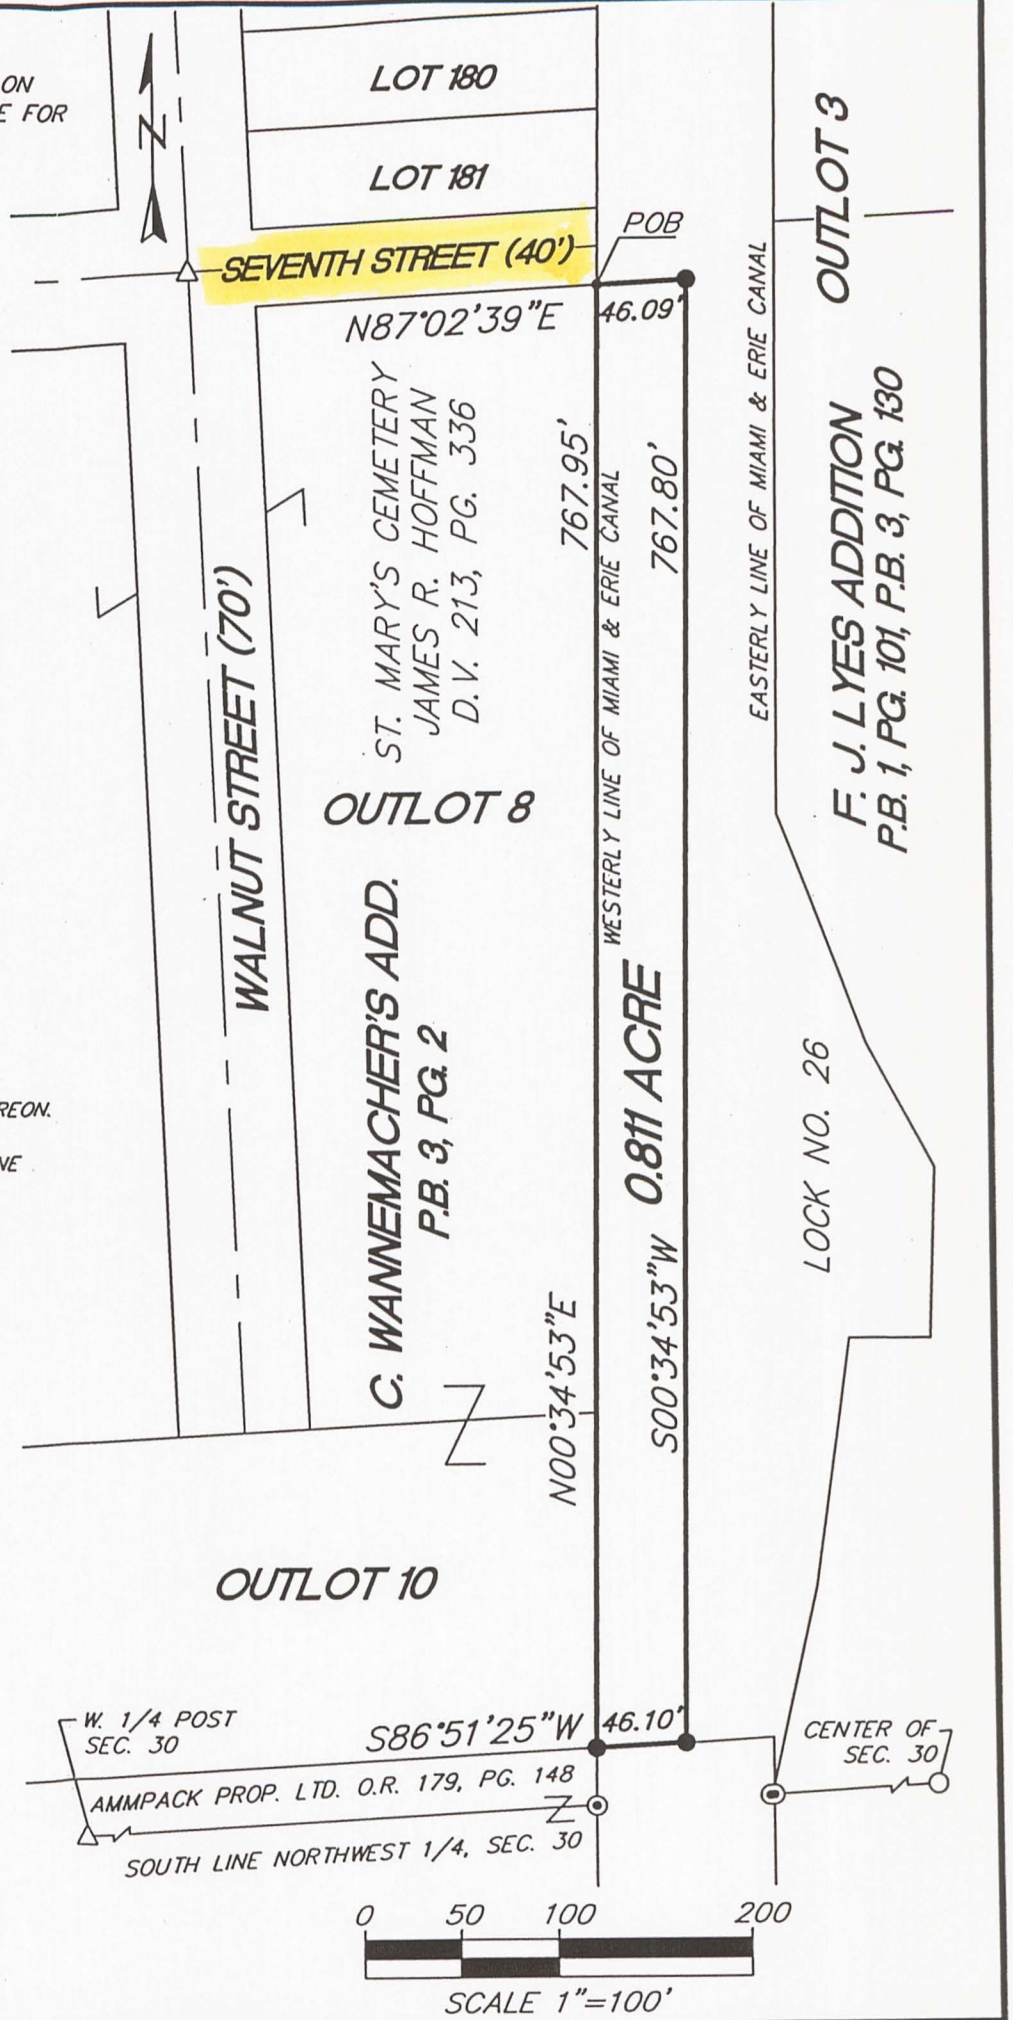 ON
E FOR
N
LOT 180
LOT 181
OUTLOT 3
POB
SEVENTH STREET (40')
N87°02'39"E
46.09'
ST. MARY'S CEMETERY
JAMES R. HOFFMAN
D.V. 213, PG. 336
767.95'
767.80'
WESTERLY LINE OF MIAMI & ERIE CANAL
EASTERLY LINE OF MIAMI & ERIE CANAL
F. J. LYES ADDITION
P.B. 1, PG. 101, P.B. 3, PG. 130
WALNUT STREET (70')
OUTLOT 8
C. WANNEMACHER'S ADD.
P.B. 3, PG. 2
0.811 ACRE
LOCK NO. 26
REON.
NE
N00°34'53"E
S00°34'53"W
OUTLOT 10
W. 1/4 POST
SEC. 30
S86°51'25"W
46.10'
CENTER OF
SEC. 30
AMMPACK PROP. LTD. O.R. 179, PG. 148
SOUTH LINE NORTHWEST 1/4, SEC. 30
0 50 100 200
SCALE 1"=100'